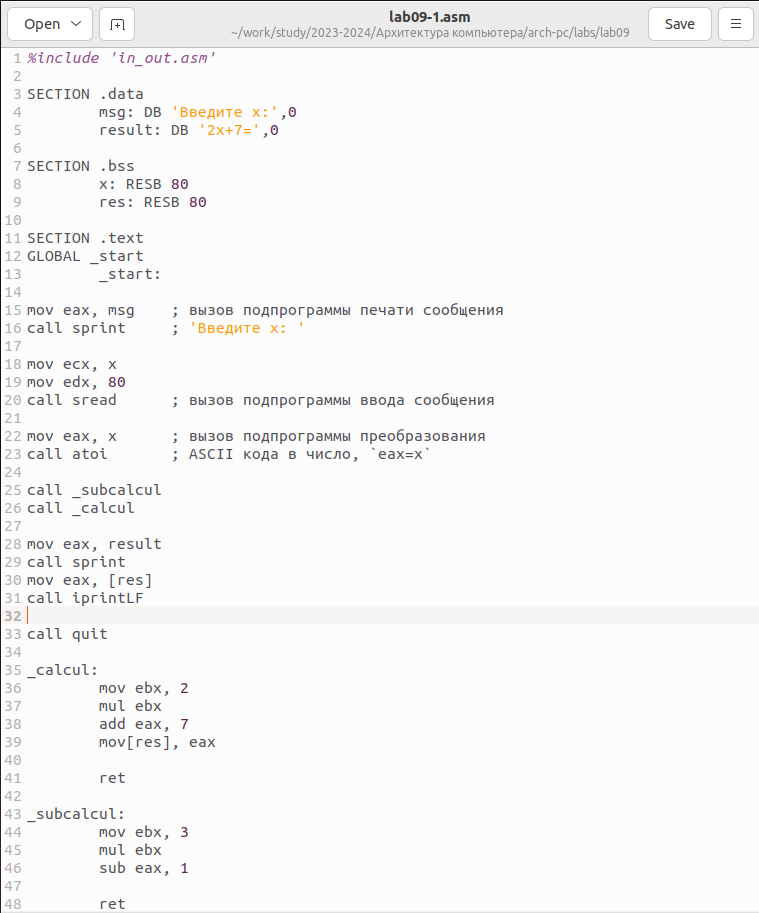 Open
lab09-1.asm
~/work/study/2023-2024/Архитектура компьютера/arch-pc/labs/lab09
Save
1 %include 'in_out.asm'
2
3 SECTION .data
4         msg: DB 'Введите x:',0
5         result: DB '2x+7=',0
6
7 SECTION .bss
8         x: RESB 80
9         res: RESB 80
10
11 SECTION .text
12 GLOBAL _start
13         _start:
14
15 mov eax, msg    ; вызов подпрограммы печати сообщения
16 call sprint     ; 'Введите x: '
17
18 mov ecx, x
19 mov edx, 80
20 call sread      ; вызов подпрограммы ввода сообщения
21
22 mov eax, x      ; вызов подпрограммы преобразования
23 call atoi       ; ASCII кода в число, `eax=x`
24
25 call _subcalcul
26 call _calcul
27
28 mov eax, result
29 call sprint
30 mov eax, [res]
31 call iprintLF
32
33 call quit
34
35 _calcul:
36         mov ebx, 2
37         mul ebx
38         add eax, 7
39         mov[res], eax
40
41         ret
42
43 _subcalcul:
44         mov ebx, 3
45         mul ebx
46         sub eax, 1
47
48         ret